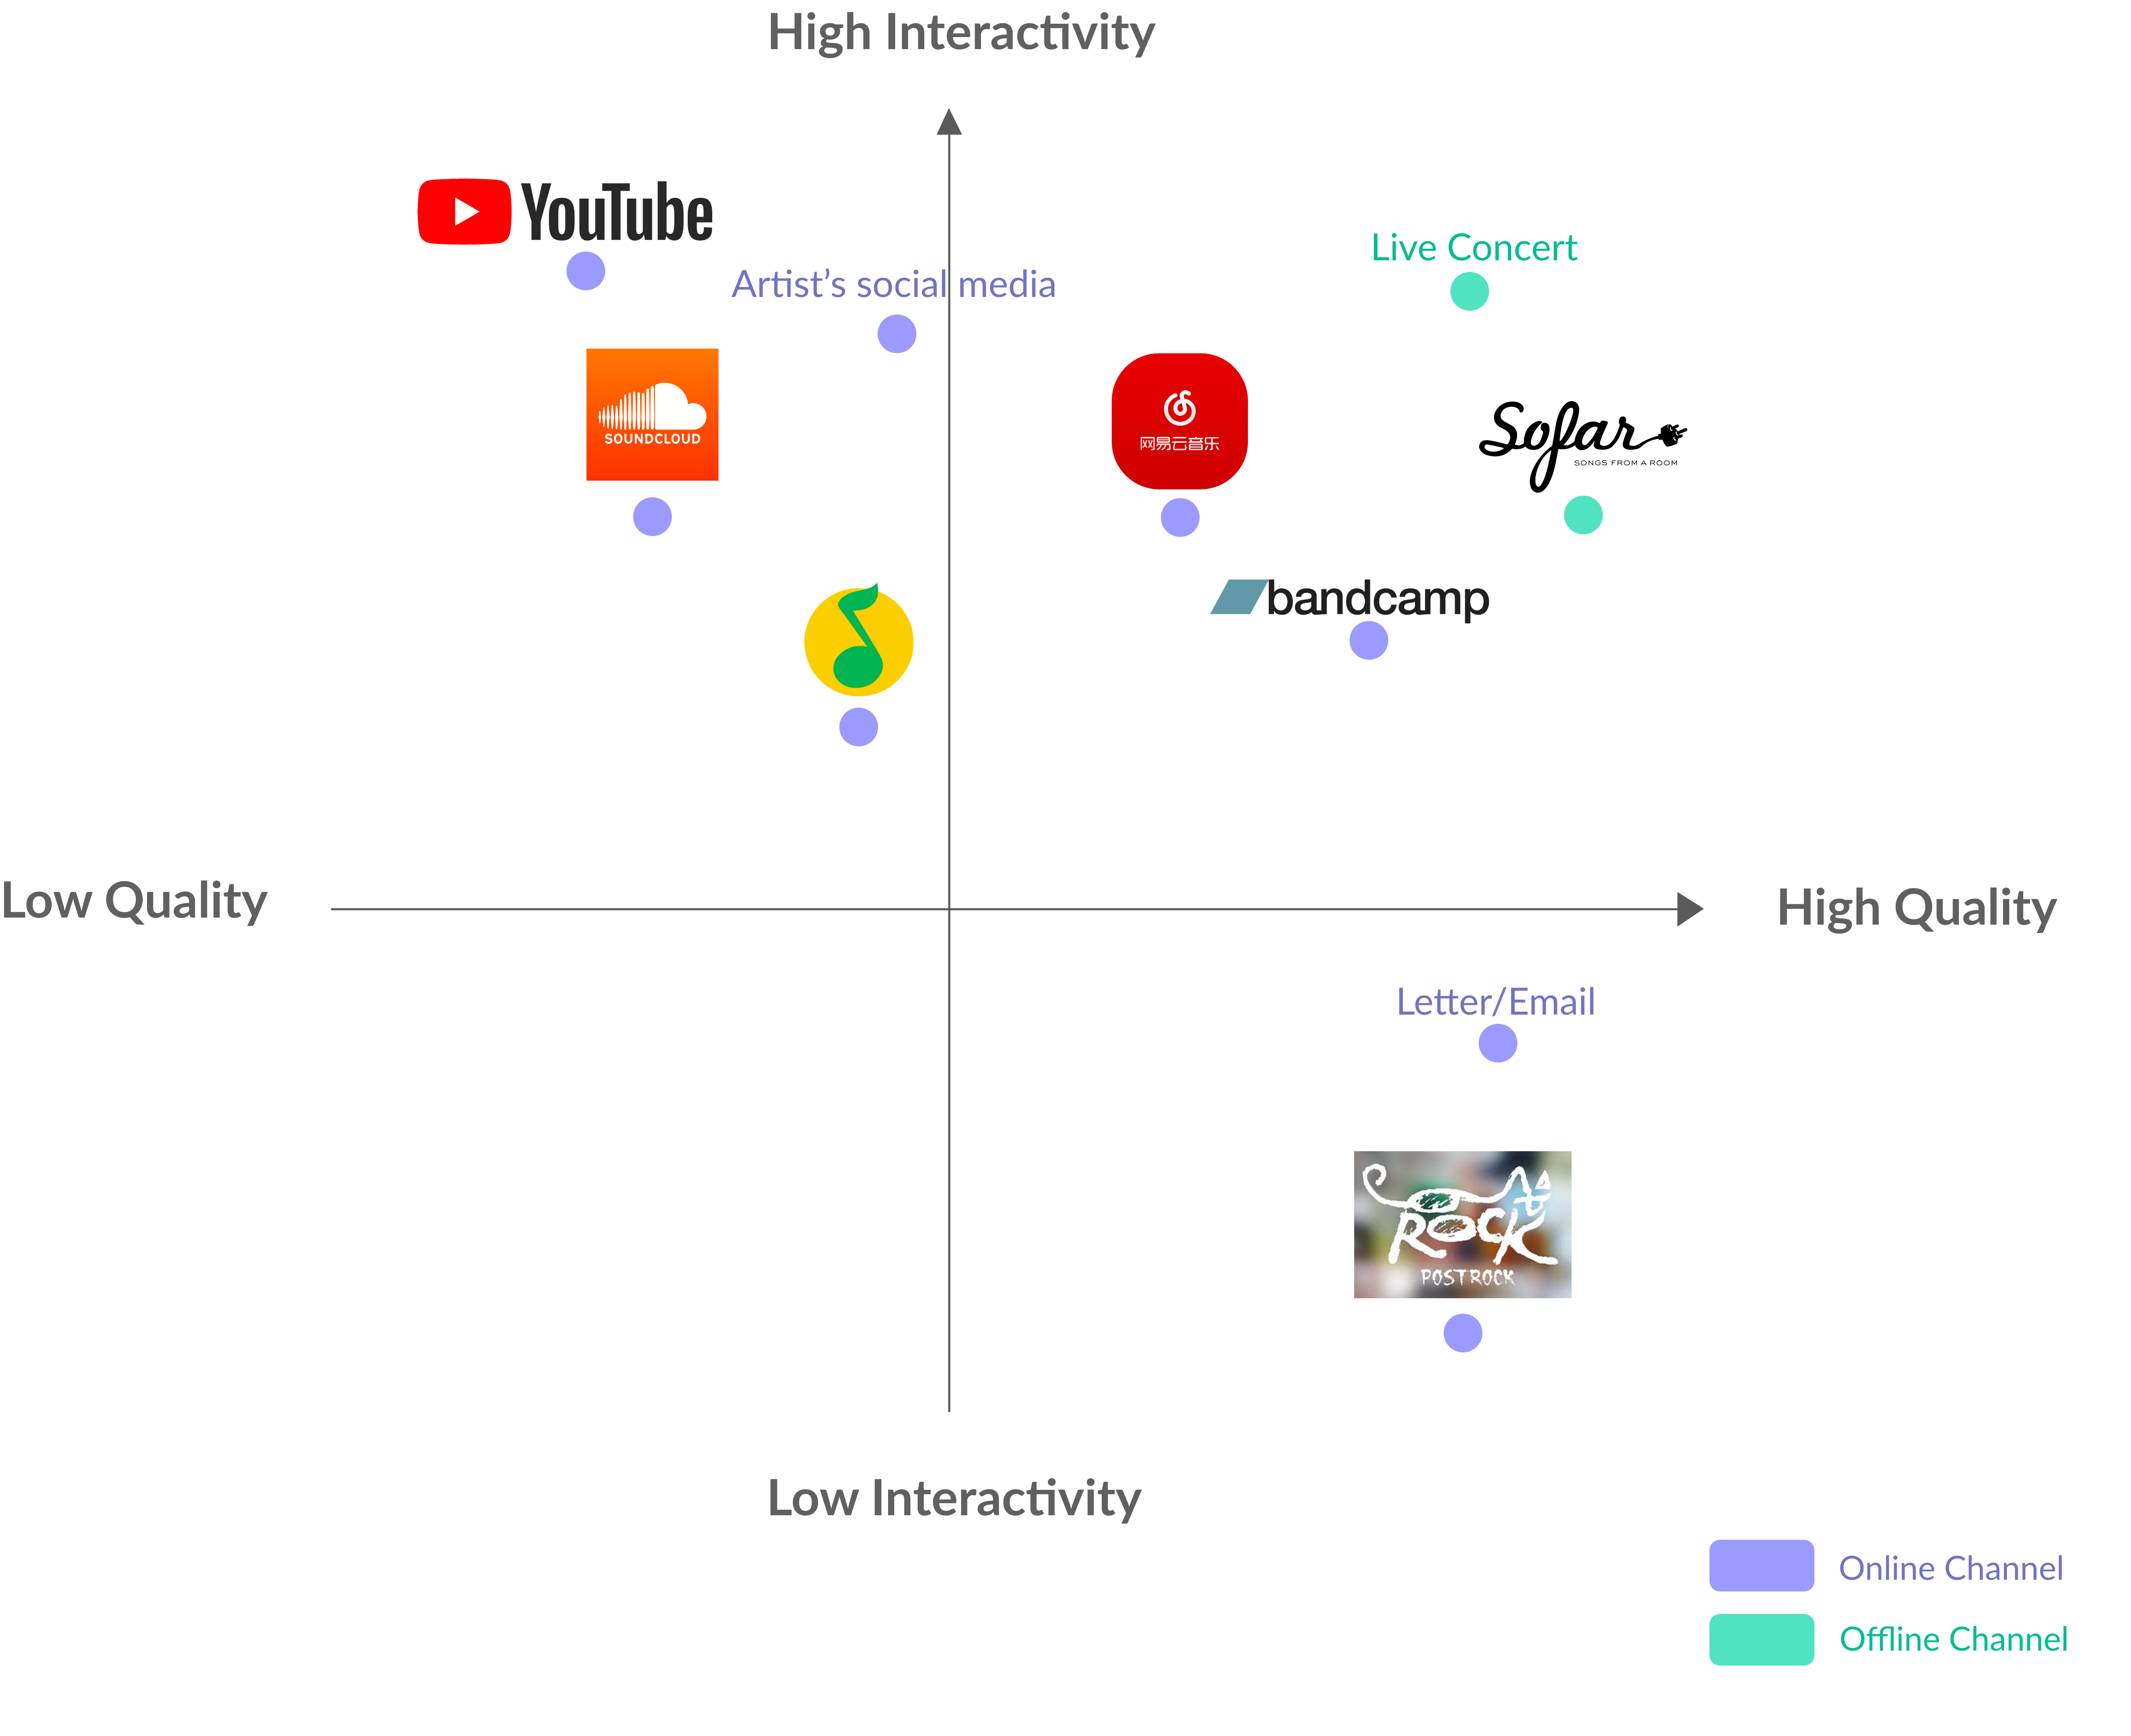 High Interactivity
YouTube
Live Concert
Artist's social media
SOUNDCLOUD
网易云音乐
Sofar
SONGS FROM A ROOM
bandcamp
Low Quality
High Quality
Letter/Email
ROCK
POSTROCK
Low Interactivity
Online Channel
Offline Channel